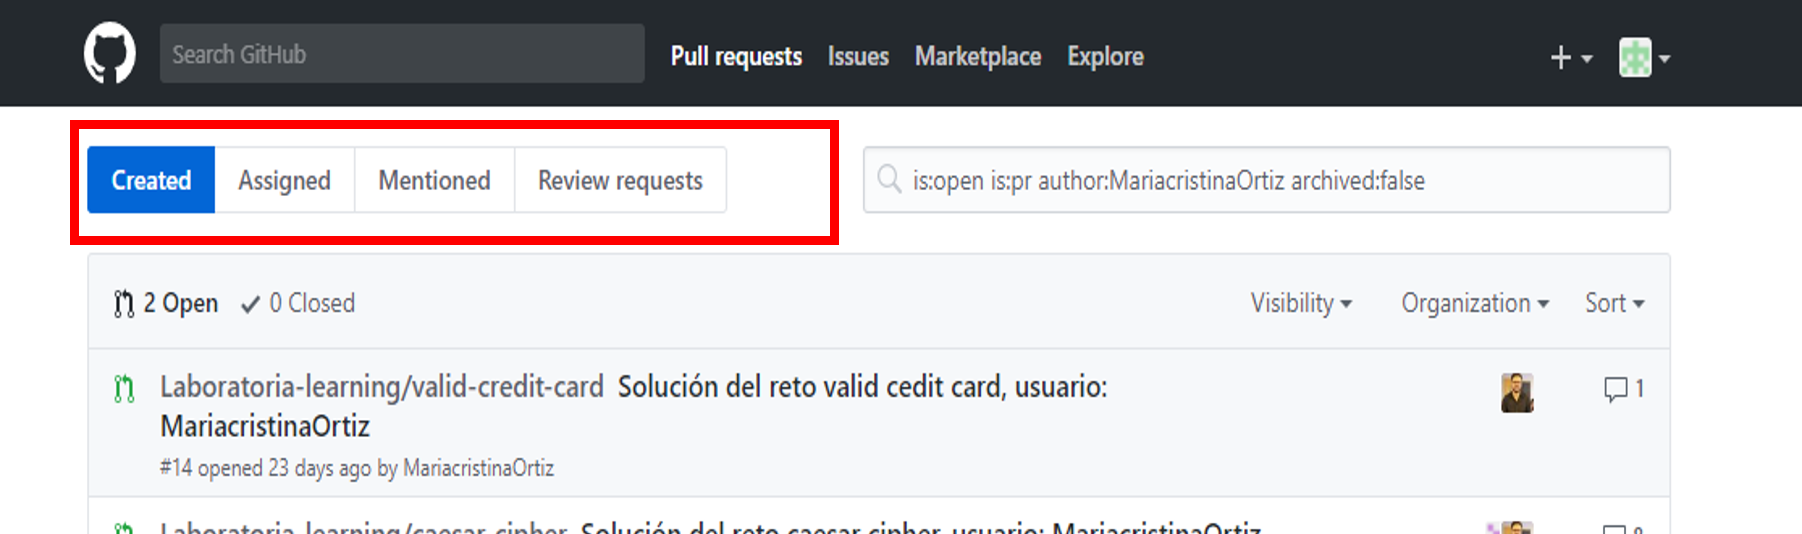 Search GitHub Pull requests Issues Marketplace Explore
Created Assigned Mentioned Review requests is:open is:pr author:MariacristinaOrtiz archived:false
2 Open 0 Closed Visibility Organization Sort
Laboratoria-learning/valid-credit-card Solución del reto valid cedit card, usuario: 1
MariacristinaOrtiz
#14 opened 23 days ago by MariacristinaOrtiz
Laboratoria-learning/caesar-cipher Solución del reto caesar cipher, usuario: MariacristinaOrtiz